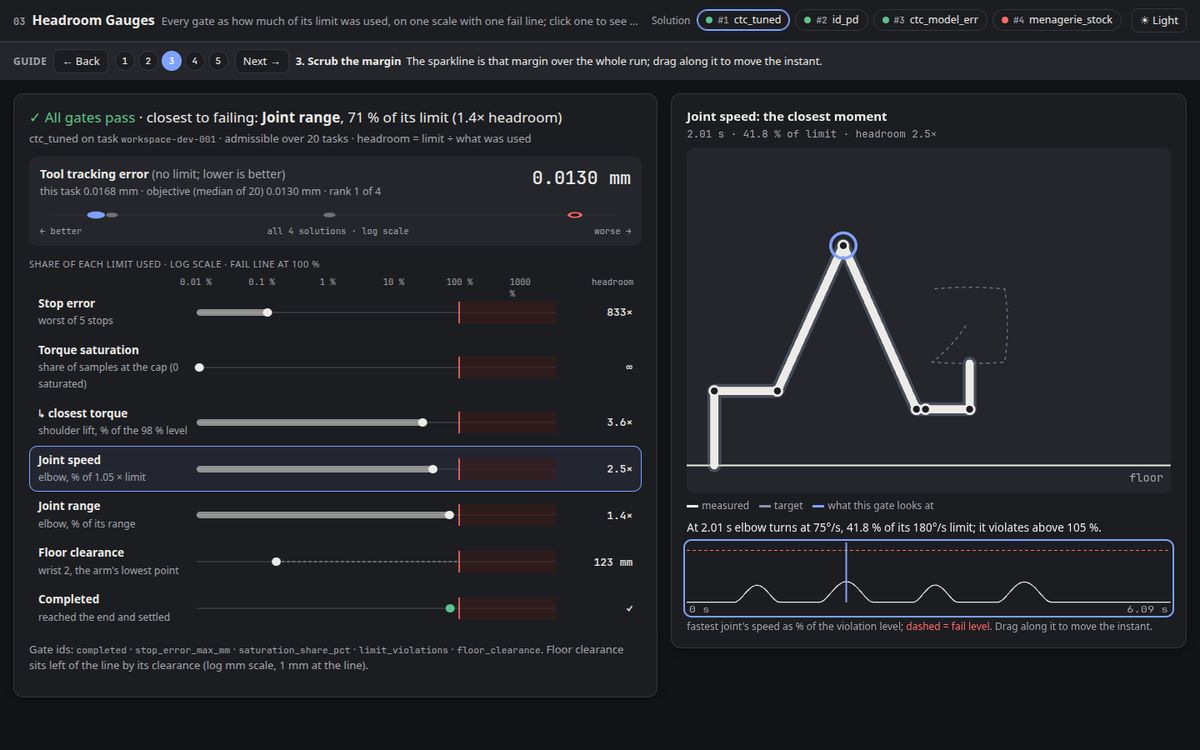 03 Headroom Gauges Every gate as how much of its limit was used, on one scale with one fail line; click one to see ... Solution #1 ctc_tuned #2 id_pd #3 ctc_model_err #4 menagerie_stock ☀ Light
GUIDE ← Back 1 2 3 4 5 Next → 3. Scrub the margin The sparkline is that margin over the whole run; drag along it to move the instant.
✓ All gates pass · closest to failing: Joint range, 71 % of its limit (1.4× headroom)
ctc_tuned on task workspace-dev-001 · admissible over 20 tasks · headroom = limit ÷ what was used
Tool tracking error (no limit; lower is better) 0.0130 mm
this task 0.0168 mm · objective (median of 20) 0.0130 mm · rank 1 of 4
← better all 4 solutions · log scale worse →
SHARE OF EACH LIMIT USED · LOG SCALE · FAIL LINE AT 100 %
0.01 % 0.1 % 1 % 10 % 100 % 1000 % headroom
Stop error
worst of 5 stops
833×
Torque saturation
share of samples at the cap (0
saturated)
∞
↳ closest torque
shoulder lift, % of the 98 % level
3.6×
Joint speed
elbow, % of 1.05 × limit
2.5×
Joint range
elbow, % of its range
1.4×
Floor clearance
wrist 2, the arm's lowest point
123 mm
Completed
reached the end and settled
✓
Gate ids: completed · stop_error_max_mm · saturation_share_pct · limit_violations · floor_clearance. Floor clearance
sits left of the line by its clearance (log mm scale, 1 mm at the line).
Joint speed: the closest moment
2.01 s · 41.8 % of limit · headroom 2.5×
floor
measured target what this gate looks at
At 2.01 s elbow turns at 75°/s, 41.8 % of its 180°/s limit; it violates above 105 %.
0 s 6.09 s
fastest joint's speed as % of the violation level; dashed = fail level. Drag along it to move the instant.